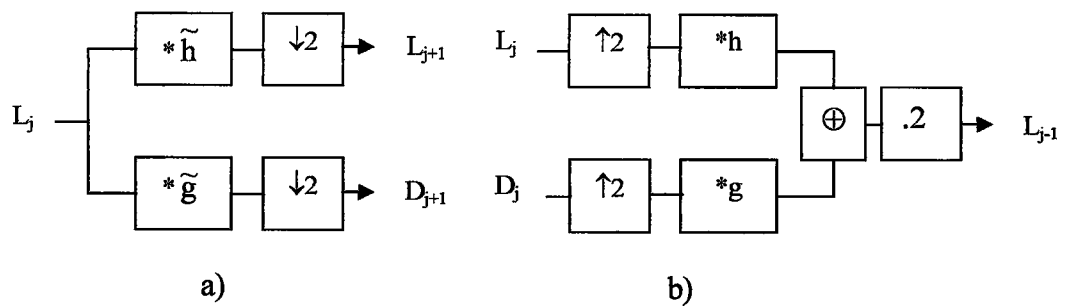 * h̃ ↓2 L_{j+1} L_j ↑2 *h
L_j ⊕ .2 L_{j-1}
* g̃ ↓2 D_{j+1} D_j ↑2 *g
a) b)